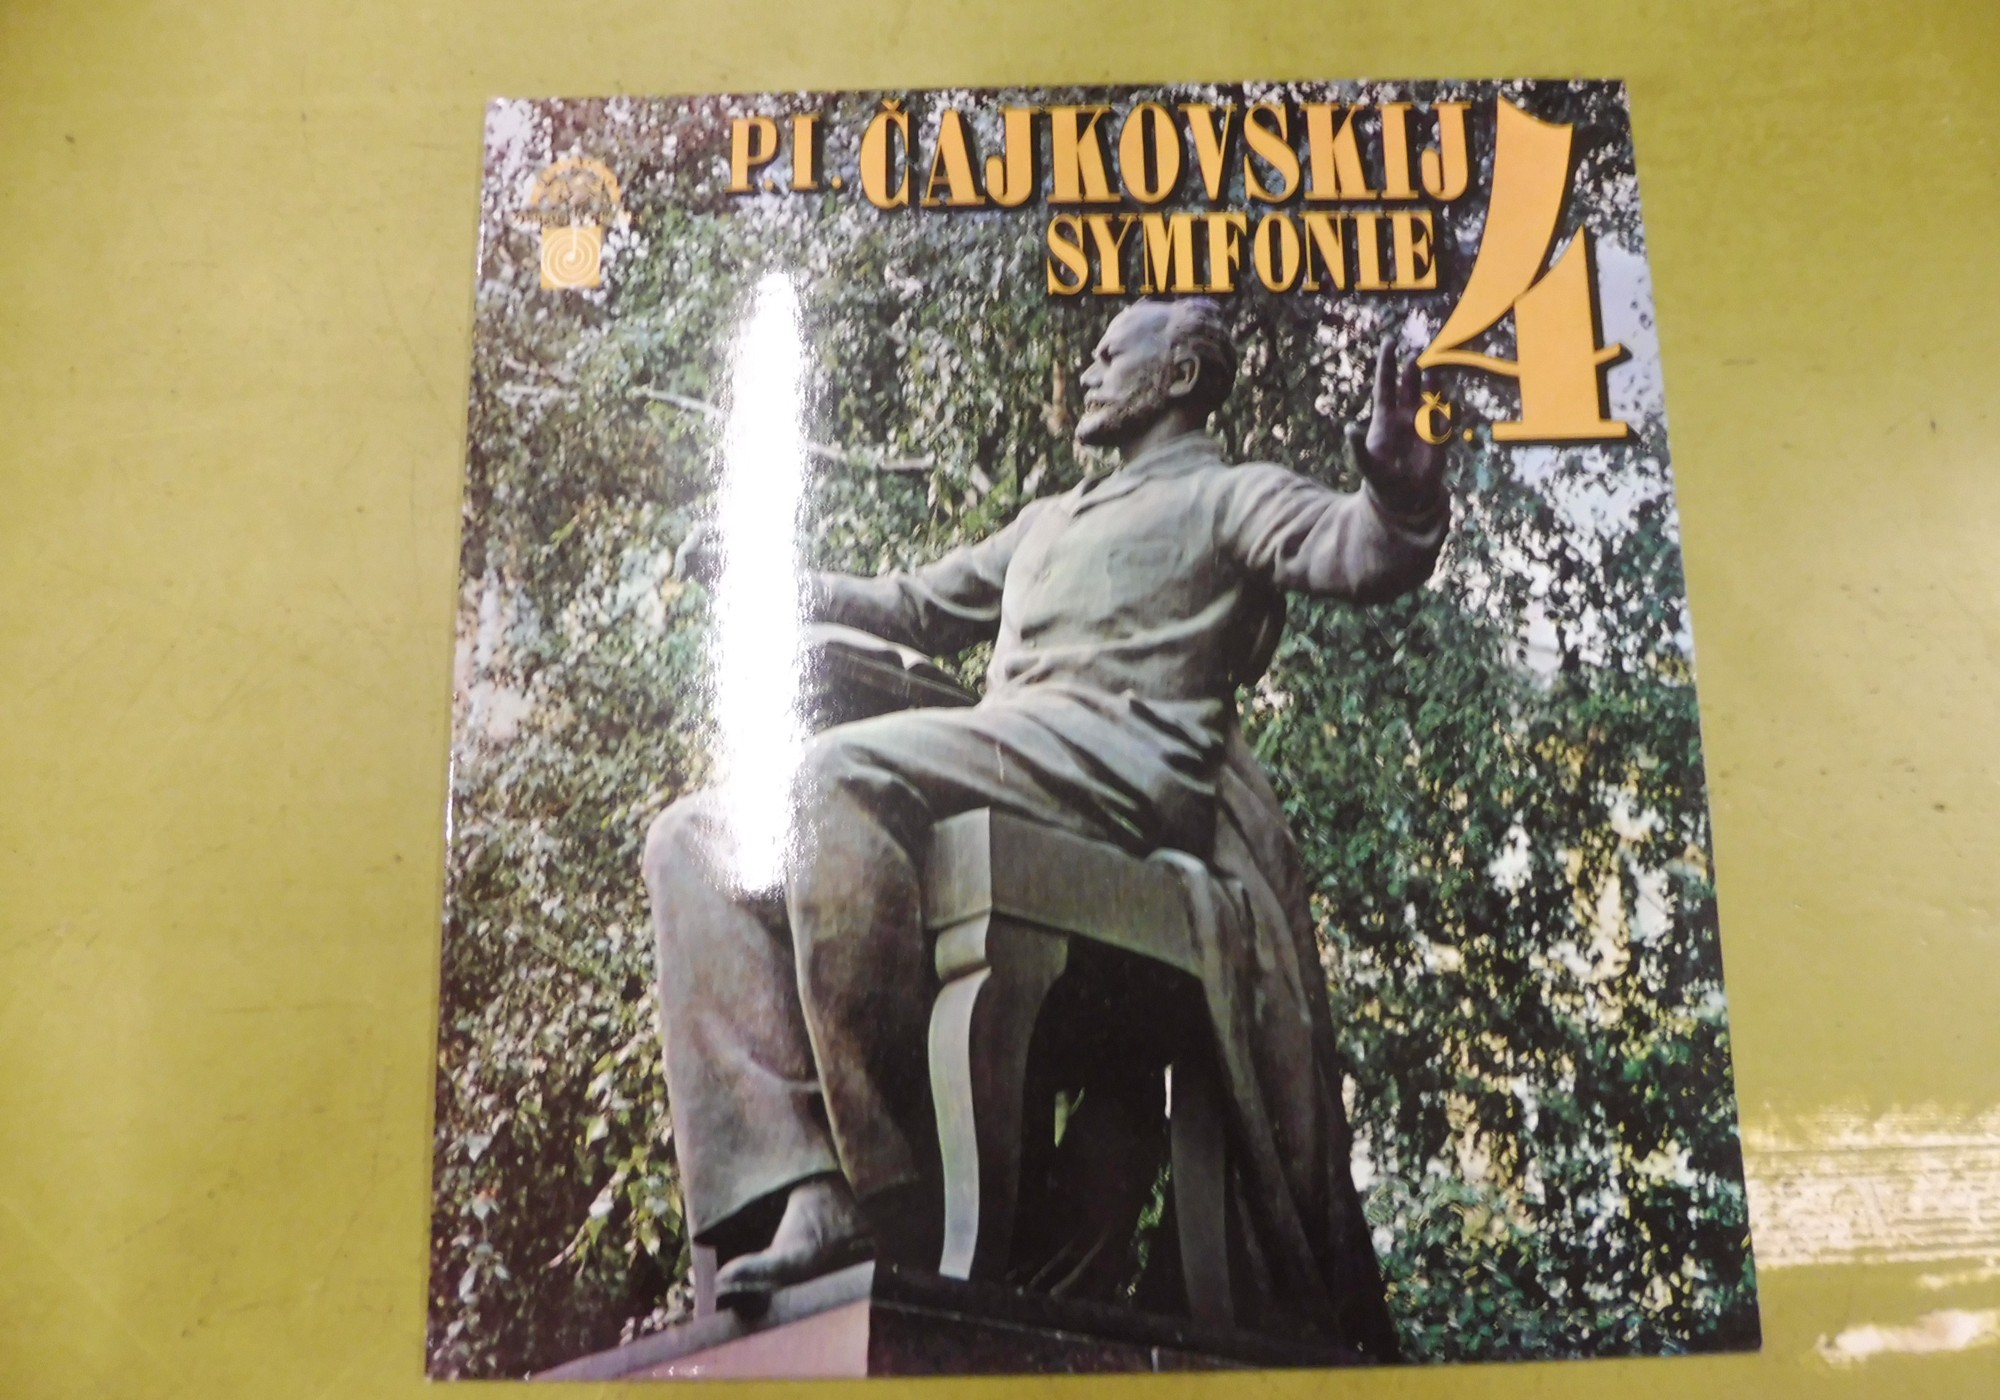 P.I. ČAJKOVSKIJ
SYMFONIE
č. 4